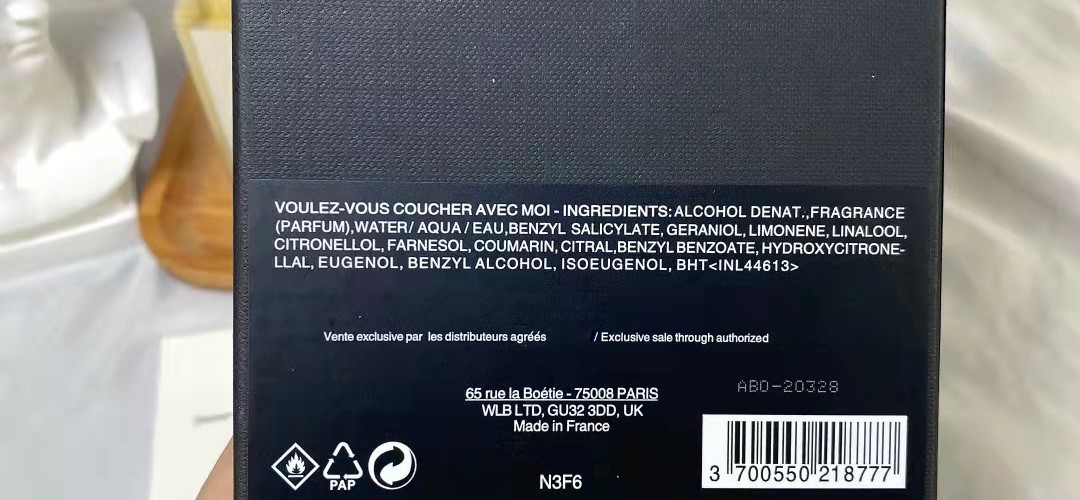 VOULEZ-VOUS COUCHER AVEC MOI - INGREDIENTS: ALCOHOL DENAT.,FRAGRANCE
(PARFUM),WATER/ AQUA / EAU,BENZYL SALICYLATE, GERANIOL, LIMONENE, LINALOOL,
CITRONELLOL, FARNESOL, COUMARIN, CITRAL,BENZYL BENZOATE, HYDROXYCITRONE-
LLAL, EUGENOL, BENZYL ALCOHOL, ISOEUGENOL, BHT<INL44613>
Vente exclusive par les distributeurs agréés / Exclusive sale through authorized
65 rue la Boétie - 75008 PARIS
WLB LTD, GU32 3DD, UK
Made in France
ABO-20328
PAP
N3F6
3 700550 218777